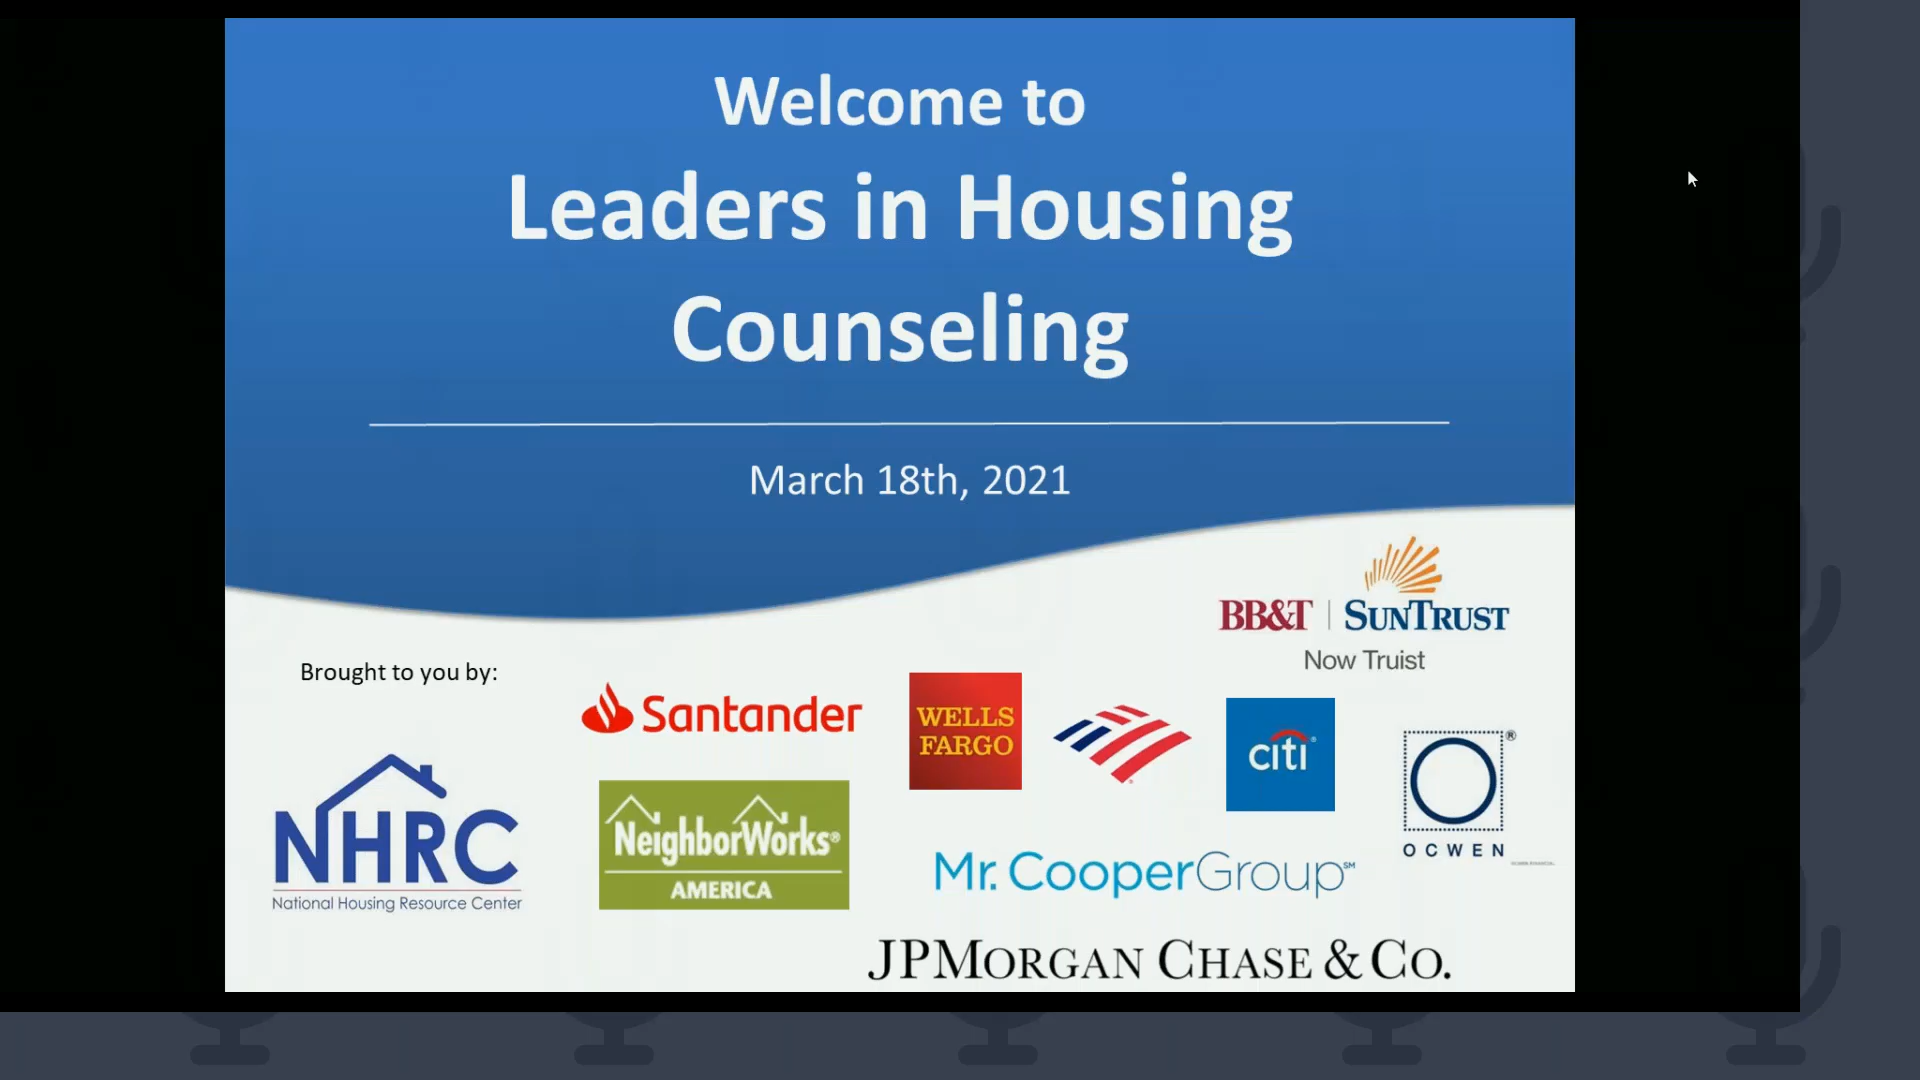 Welcome to
Leaders in Housing
Counseling
March 18th, 2021
BB&T | SUNTRUST
Now Truist
Brought to you by:
Santander
WELLS
FARGO
citi
OCWEN
NHRC
National Housing Resource Center
NeighborWorks®
AMERICA
Mr. CooperGroup℠
JPMORGAN CHASE & CO.